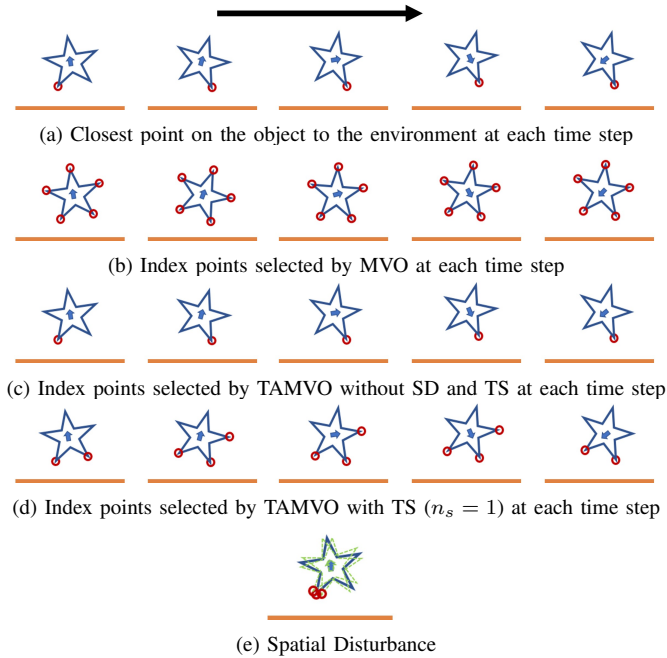 (a) Closest point on the object to the environment at each time step
(b) Index points selected by MVO at each time step
(c) Index points selected by TAMVO without SD and TS at each time step
(d) Index points selected by TAMVO with TS (n_s = 1) at each time step
(e) Spatial Disturbance